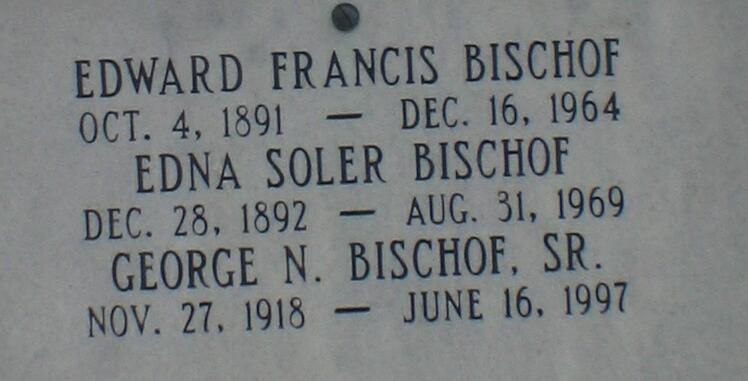 EDWARD FRANCIS BISCHOF
OCT. 4, 1891 — DEC. 16, 1964
EDNA SOLER BISCHOF
DEC. 28, 1892 — AUG. 31, 1969
GEORGE N. BISCHOF, SR.
NOV. 27, 1918 — JUNE 16, 1997